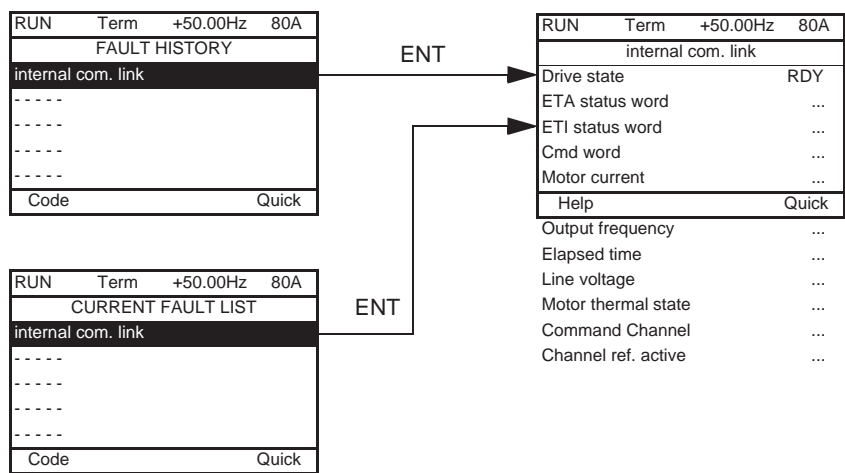 RUN Term +50.00Hz 80A
FAULT HISTORY
internal com. link
- - - - -
- - - - -
- - - - -
- - - - -
Code Quick
ENT
RUN Term +50.00Hz 80A
CURRENT FAULT LIST
internal com. link
- - - - -
- - - - -
- - - - -
- - - - -
Code Quick
ENT
RUN Term +50.00Hz 80A
internal com. link
Drive state RDY
ETA status word ...
ETI status word ...
Cmd word ...
Motor current ...
Help Quick
Output frequency ...
Elapsed time ...
Line voltage ...
Motor thermal state ...
Command Channel ...
Channel ref. active ...